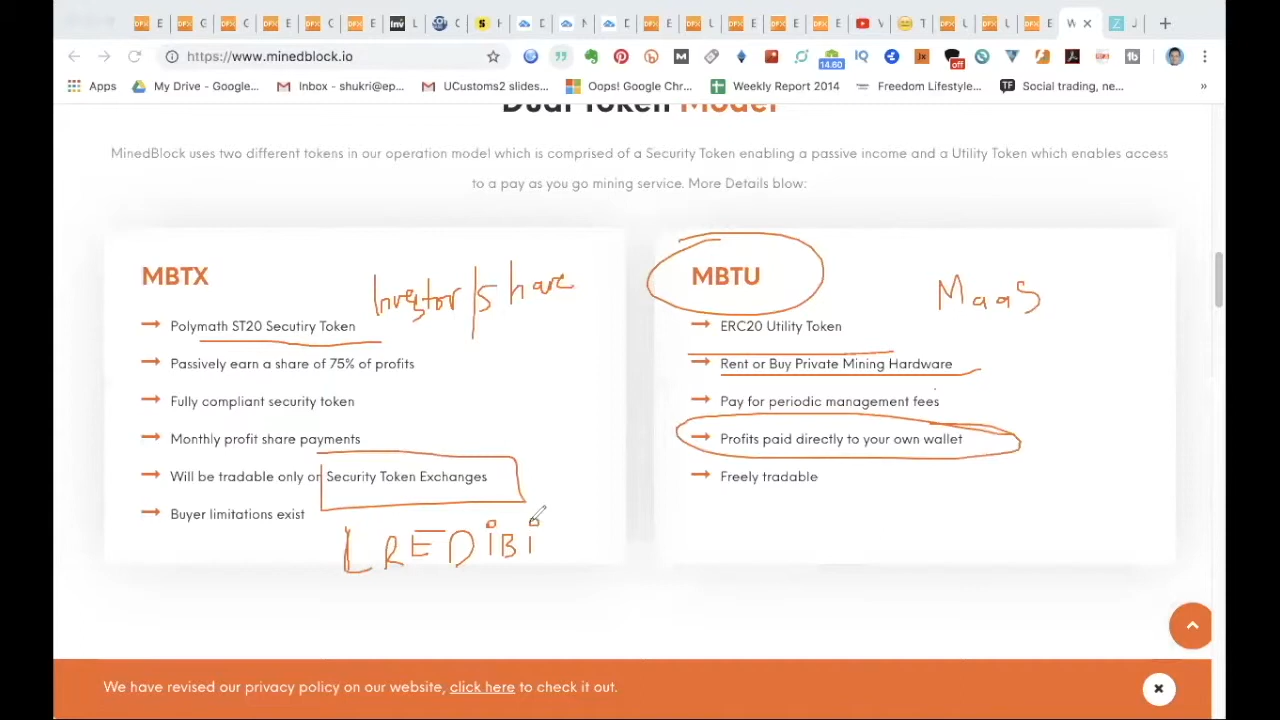 E G C E C E Inv L C S H D N D E L E E E V T L L E W J
https://www.minedblock.io
14.60 off
Apps My Drive - Google... Inbox - shukri@ep... UCustoms2 slides... Oops! Google Chr... Weekly Report 2014 Freedom Lifestyle... Social trading, ne... »
Dual Token Model
MinedBlock uses two different tokens in our operation model which is comprised of a Security Token enabling a passive income and a Utility Token which enables access
to a pay as you go mining service. More Details blow:
MBTX
Investor/share
Polymath ST20 Secutiry Token
Passively earn a share of 75% of profits
Fully compliant security token
Monthly profit share payments
Will be tradable only on Security Token Exchanges
Buyer limitations exist
LREDiBi
MBTU
MaaS
ERC20 Utility Token
Rent or Buy Private Mining Hardware
Pay for periodic management fees
Profits paid directly to your own wallet
Freely tradable
We have revised our privacy policy on our website, click here to check it out.